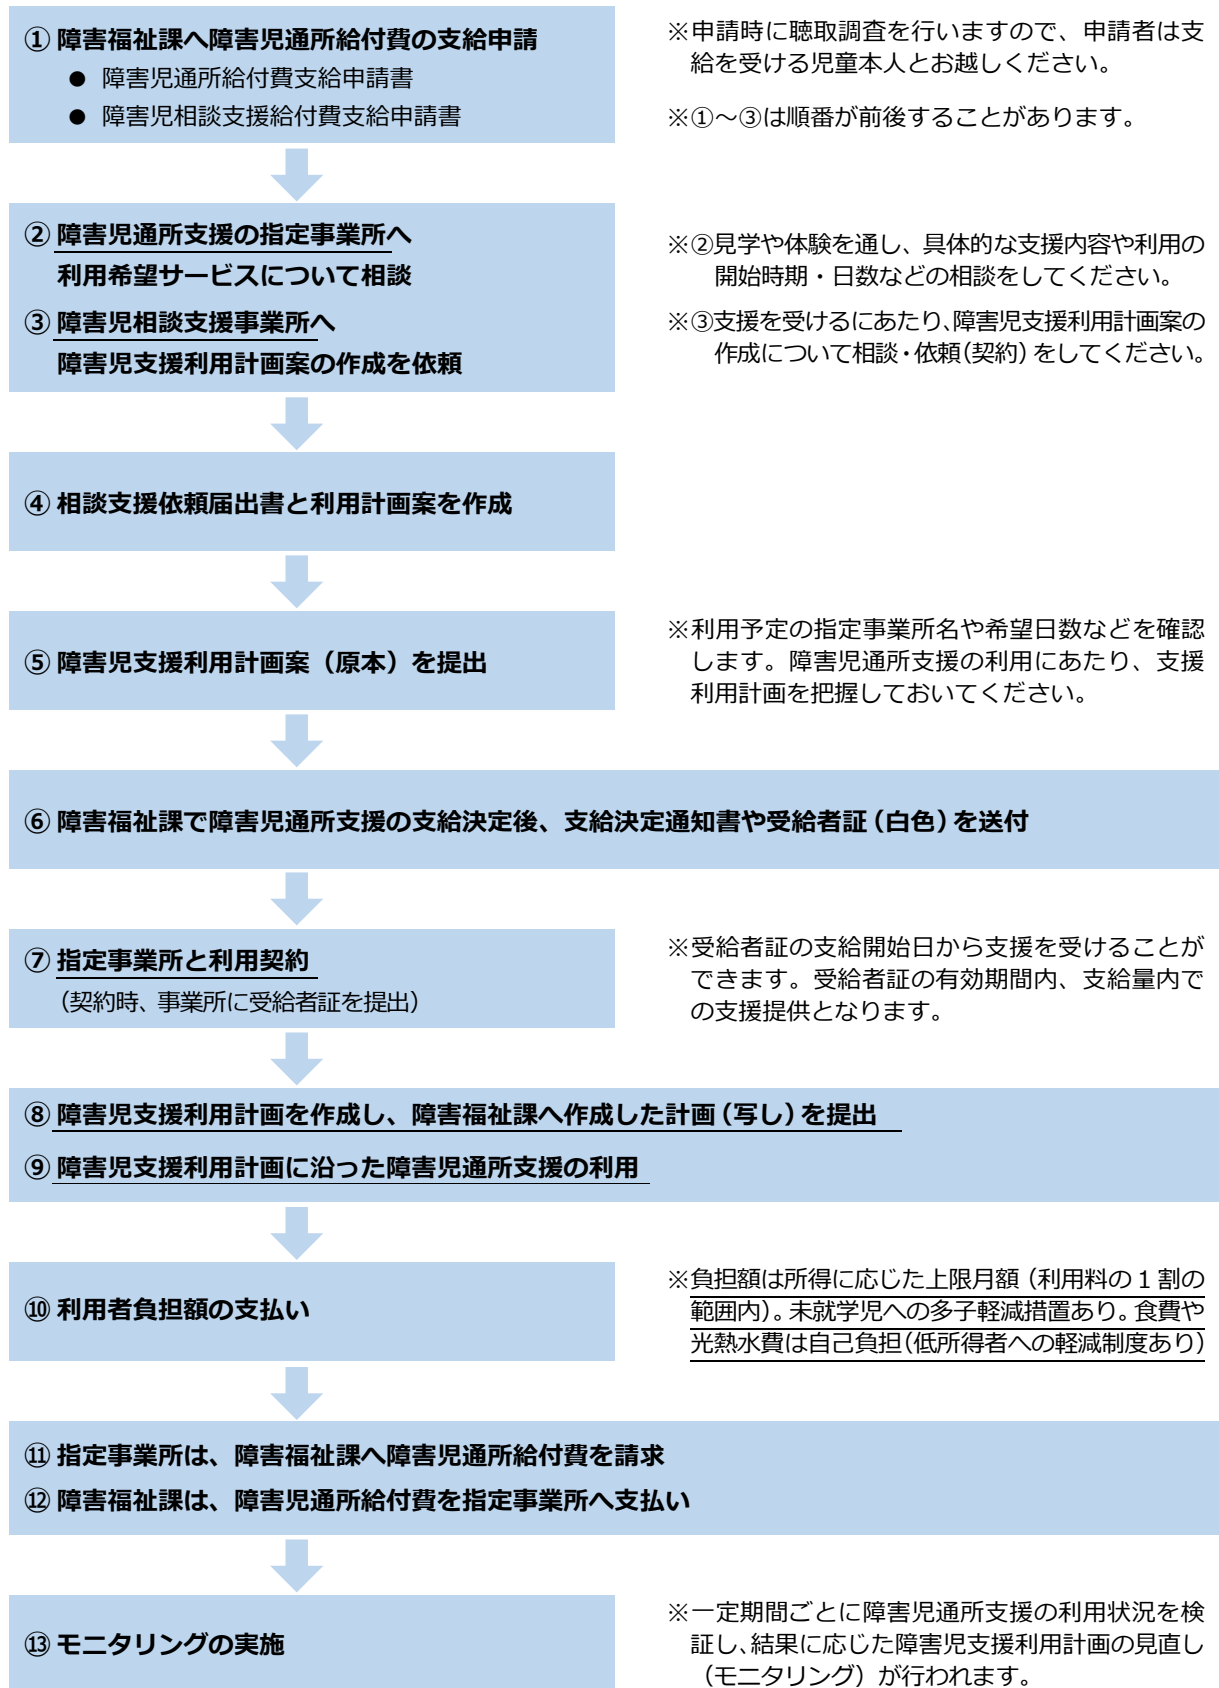 ① 障害福祉課へ障害児通所給付費の支給申請
● 障害児通所給付費支給申請書
● 障害児相談支援給付費支給申請書
※申請時に聴取調査を行いますので、申請者は支
給を受ける児童本人とお越しください。
※①～③は順番が前後することがあります。
② 障害児通所支援の指定事業所へ
利用希望サービスについて相談
③ 障害児相談支援事業所へ
障害児支援利用計画案の作成を依頼
※②見学や体験を通し、具体的な支援内容や利用の
開始時期・日数などの相談をしてください。
※③支援を受けるにあたり、障害児支援利用計画案の
作成について相談・依頼（契約）をしてください。
④ 相談支援依頼届出書と利用計画案を作成
⑤ 障害児支援利用計画案（原本）を提出
※利用予定の指定事業所名や希望日数などを確認
します。障害児通所支援の利用にあたり、支援
利用計画を把握しておいてください。
⑥ 障害福祉課で障害児通所支援の支給決定後、支給決定通知書や受給者証（白色）を送付
⑦ 指定事業所と利用契約
（契約時、事業所に受給者証を提出）
※受給者証の支給開始日から支援を受けることが
できます。受給者証の有効期間内、支給量内で
の支援提供となります。
⑧ 障害児支援利用計画を作成し、障害福祉課へ作成した計画（写し）を提出
⑨ 障害児支援利用計画に沿った障害児通所支援の利用
⑩ 利用者負担額の支払い
※負担額は所得に応じた上限月額（利用料の１割の
範囲内）。未就学児への多子軽減措置あり。食費や
光熱水費は自己負担（低所得者への軽減制度あり）
⑪ 指定事業所は、障害福祉課へ障害児通所給付費を請求
⑫ 障害福祉課は、障害児通所給付費を指定事業所へ支払い
⑬ モニタリングの実施
※一定期間ごとに障害児通所支援の利用状況を検
証し、結果に応じた障害児支援利用計画の見直し
（モニタリング）が行われます。